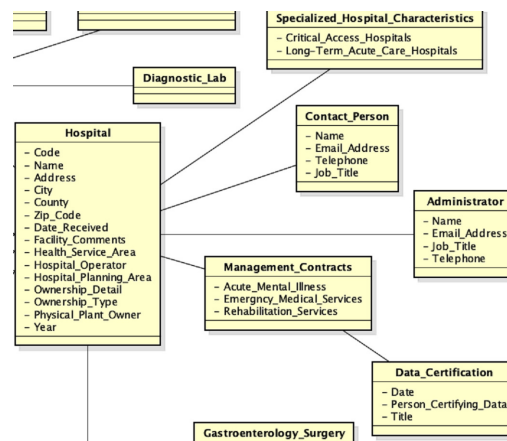 Specialized_Hospital_Characteristics
- Critical_Access_Hospitals
- Long-Term_Acute_Care_Hospitals
Diagnostic_Lab
Contact_Person
- Name
- Email_Address
- Telephone
- Job_Title
Hospital
- Code
- Name
- Address
- City
- County
- Zip_Code
- Date_Received
- Facility_Comments
- Health_Service_Area
- Hospital_Operator
- Hospital_Planning_Area
- Ownership_Detail
- Ownership_Type
- Physical_Plant_Owner
- Year
Administrator
- Name
- Email_Address
- Job_Title
- Telephone
Management_Contracts
- Acute_Mental_Illness
- Emergncy_Medical_Services
- Rehabilitation_Services
Data_Certification
- Date
- Person_Certifying_Data
- Title
Gastroenterology_Surgery